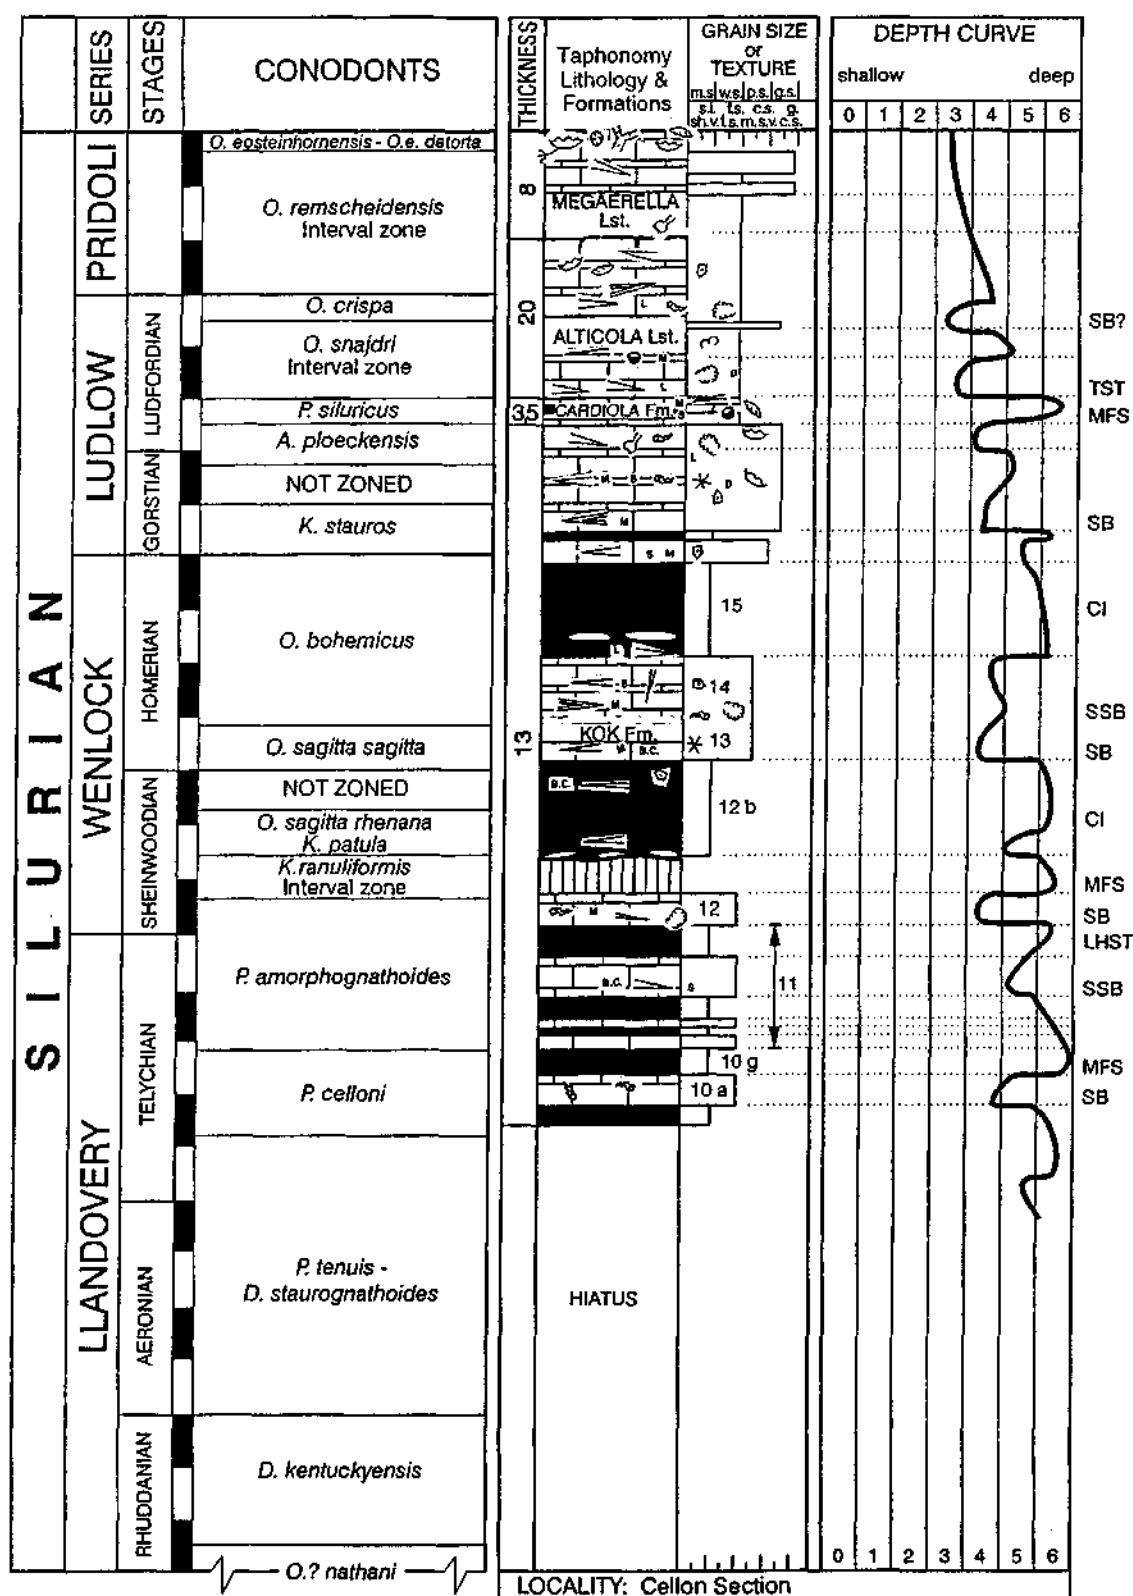 SERIES
STAGES
CONODONTS
THICKNESS
Taphonomy
Lithology &
Formations
GRAIN SIZE
or
TEXTURE
m.s. w.s. p.s. g.s.
s.l. f.s. c.s. g.
sh. v.f.s. m.s. v.c.s.
DEPTH CURVE
shallow deep
0 1 2 3 4 5 6
SILURIAN
PRIDOLI
LUDLOW
WENLOCK
LLANDOVERY
LUDFORDIAN
GORSTIAN
HOMERIAN
SHEINWOODIAN
TELYCHIAN
AERONIAN
RHUDDANIAN
O. eosteinhornensis - O.e. detorta
O. remscheidensis
Interval zone
O. crispa
O. snajdri
Interval zone
P. siluricus
A. ploeckensis
NOT ZONED
K. stauros
O. bohemicus
O. sagitta sagitta
NOT ZONED
O. sagitta rhenana
K. patula
K. ranuliformis
Interval zone
P. amorphognathoides
P. celloni
P. tenuis -
D. staurognathoides
D. kentuckyensis
O.? nathani
8
20
3,5
13
MEGAERELLA
Lst.
L
ALTICOLA Lst.
M
L
CARDIOLA Fm.
M
S
L
D
M S
M
S M
15
L
S
14
M
KOK Fm.
13
M B.C.
B.C.
12 b
M
12
B.C.
S
11
10 g
10 a
HIATUS
SB?
TST
MFS
SB
CI
SSB
SB
CI
MFS
SB
LHST
SSB
MFS
SB
0 1 2 3 4 5 6
LOCALITY: Cellon Section